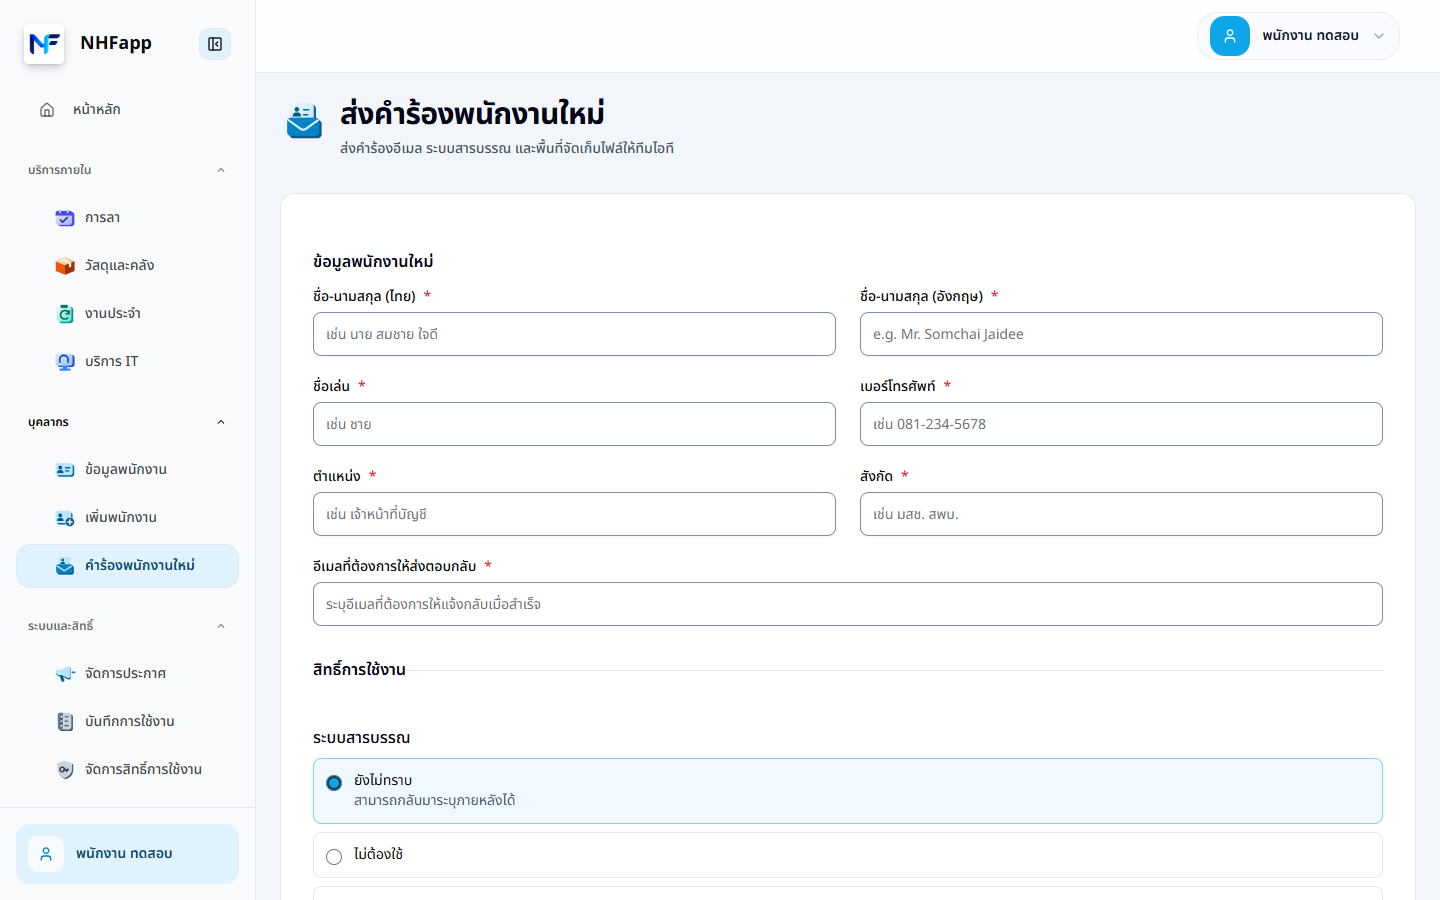 NHFapp
พนักงาน ทดสอบ
หน้าหลัก
บริการภายใน
การลา
วัสดุและคลัง
งานประจำ
บริการ IT
บุคลากร
ข้อมูลพนักงาน
เพิ่มพนักงาน
คำร้องพนักงานใหม่
ระบบและสิทธิ์
จัดการประกาศ
บันทึกการใช้งาน
จัดการสิทธิ์การใช้งาน
พนักงาน ทดสอบ
ส่งคำร้องพนักงานใหม่
ส่งคำร้องอีเมล ระบบสารบรรณ และพื้นที่จัดเก็บไฟล์ให้ทีมไอที
ข้อมูลพนักงานใหม่
ชื่อ-นามสกุล (ไทย) *
เช่น นาย สมชาย ใจดี
ชื่อ-นามสกุล (อังกฤษ) *
e.g. Mr. Somchai Jaidee
ชื่อเล่น *
เช่น ชาย
เบอร์โทรศัพท์ *
เช่น 081-234-5678
ตำแหน่ง *
เช่น เจ้าหน้าที่บัญชี
สังกัด *
เช่น มสช. สพบ.
อีเมลที่ต้องการให้ส่งตอบกลับ *
ระบุอีเมลที่ต้องการให้แจ้งกลับเมื่อสำเร็จ
สิทธิ์การใช้งาน
ระบบสารบรรณ
ยังไม่ทราบ
สามารถกลับมาระบุภายหลังได้
ไม่ต้องใช้